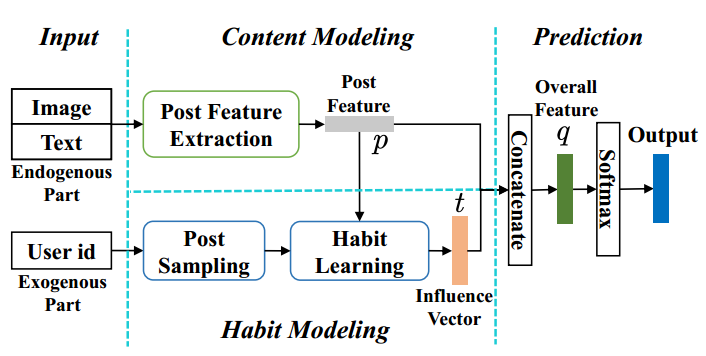 Input
Content Modeling
Prediction
Image
Text
Endogenous
Part
Post Feature
Extraction
Post
Feature
p
User id
Exogenous
Part
Post
Sampling
Habit
Learning
t
Influence
Vector
Habit Modeling
Concatenate
Overall
Feature
q
Softmax
Output